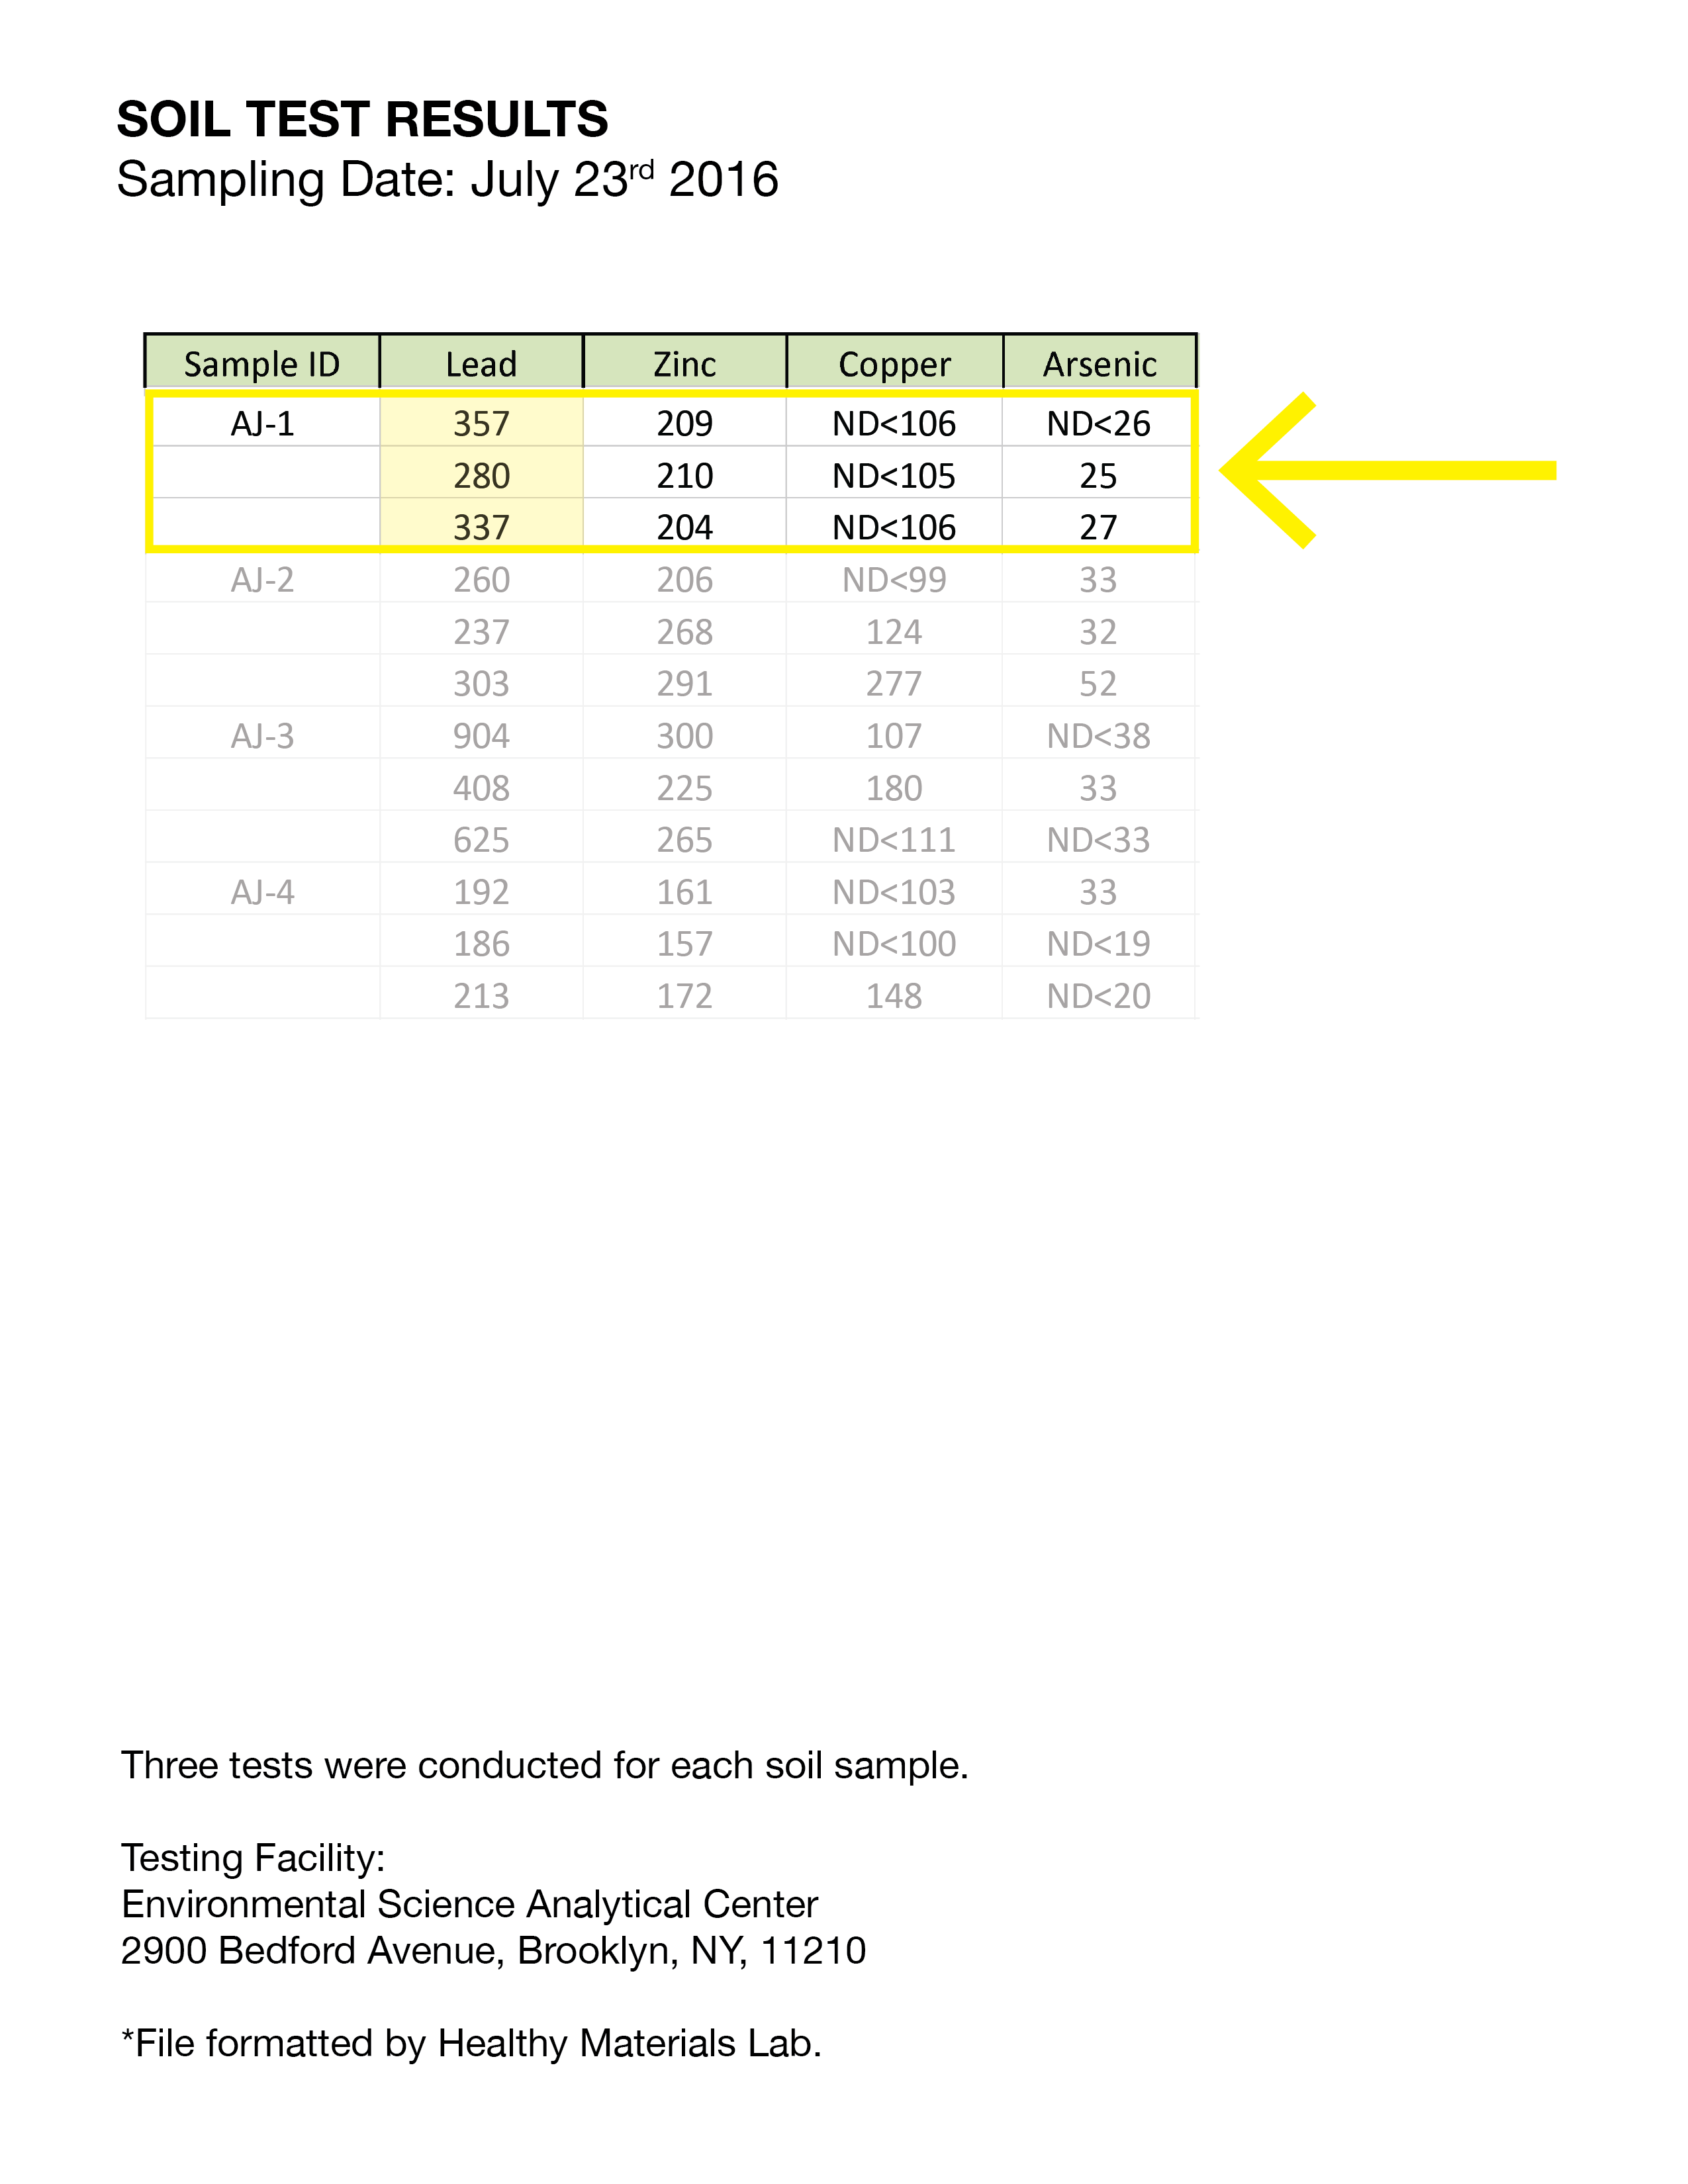 SOIL TEST RESULTS
Sampling Date: July 23rd 2016
Sample ID Lead Zinc Copper Arsenic
AJ-1 357 209 ND<106 ND<26
280 210 ND<105 25
337 204 ND<106 27
AJ-2 260 206 ND<99 33
237 268 124 32
303 291 277 52
AJ-3 904 300 107 ND<38
408 225 180 33
625 265 ND<111 ND<33
AJ-4 192 161 ND<103 33
186 157 ND<100 ND<19
213 172 148 ND<20
Three tests were conducted for each soil sample.
Testing Facility:
Environmental Science Analytical Center
2900 Bedford Avenue, Brooklyn, NY, 11210
*File formatted by Healthy Materials Lab.